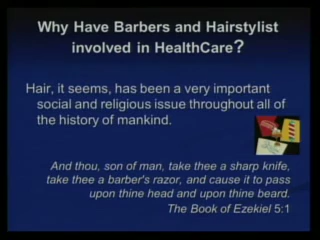 Why Have Barbers and Hairstylist
involved in HealthCare?
Hair, it seems, has been a very important
social and religious issue throughout all of
the history of mankind.
And thou, son of man, take thee a sharp knife,
take thee a barber's razor, and cause it to pass
upon thine head and upon thine beard.
The Book of Ezekiel 5:1